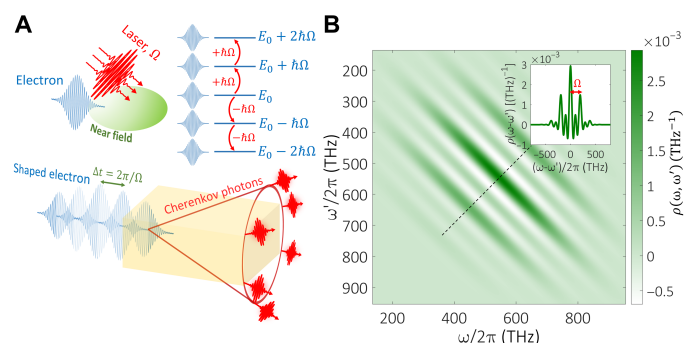 A
Laser, Ω
Electron
Near field
E₀ + 2ℏΩ
+ℏΩ
E₀ + ℏΩ
+ℏΩ
E₀
−ℏΩ
E₀ − ℏΩ
−ℏΩ
E₀ − 2ℏΩ
Shaped electron
Δt = 2π/Ω
Cherenkov photons
B
ω'/2π (THz)
200
300
400
500
600
700
800
900
200 400 600 800
ω/2π (THz)
×10⁻³
ρ(ω-ω') [(THz)⁻¹]
3
2
1
0
-1
Ω
-500 0 500
(ω-ω')/2π (THz)
×10⁻³
2.5
2
1.5
1
0.5
0
-0.5
ρ(ω, ω') (THz⁻¹)